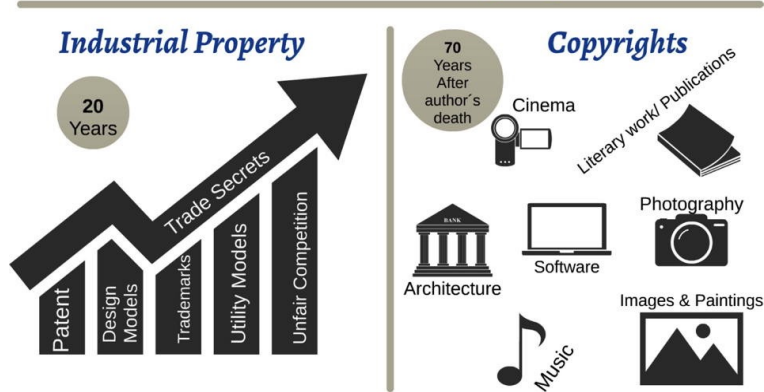 Industrial Property
20
Years
Trade Secrets
Patent
Design
Models
Trademarks
Utility Models
Unfair Competition
Copyrights
70
Years
After
author´s
death
Cinema
Literary work/ Publications
BANK
Architecture
Software
Photography
Images & Paintings
Music